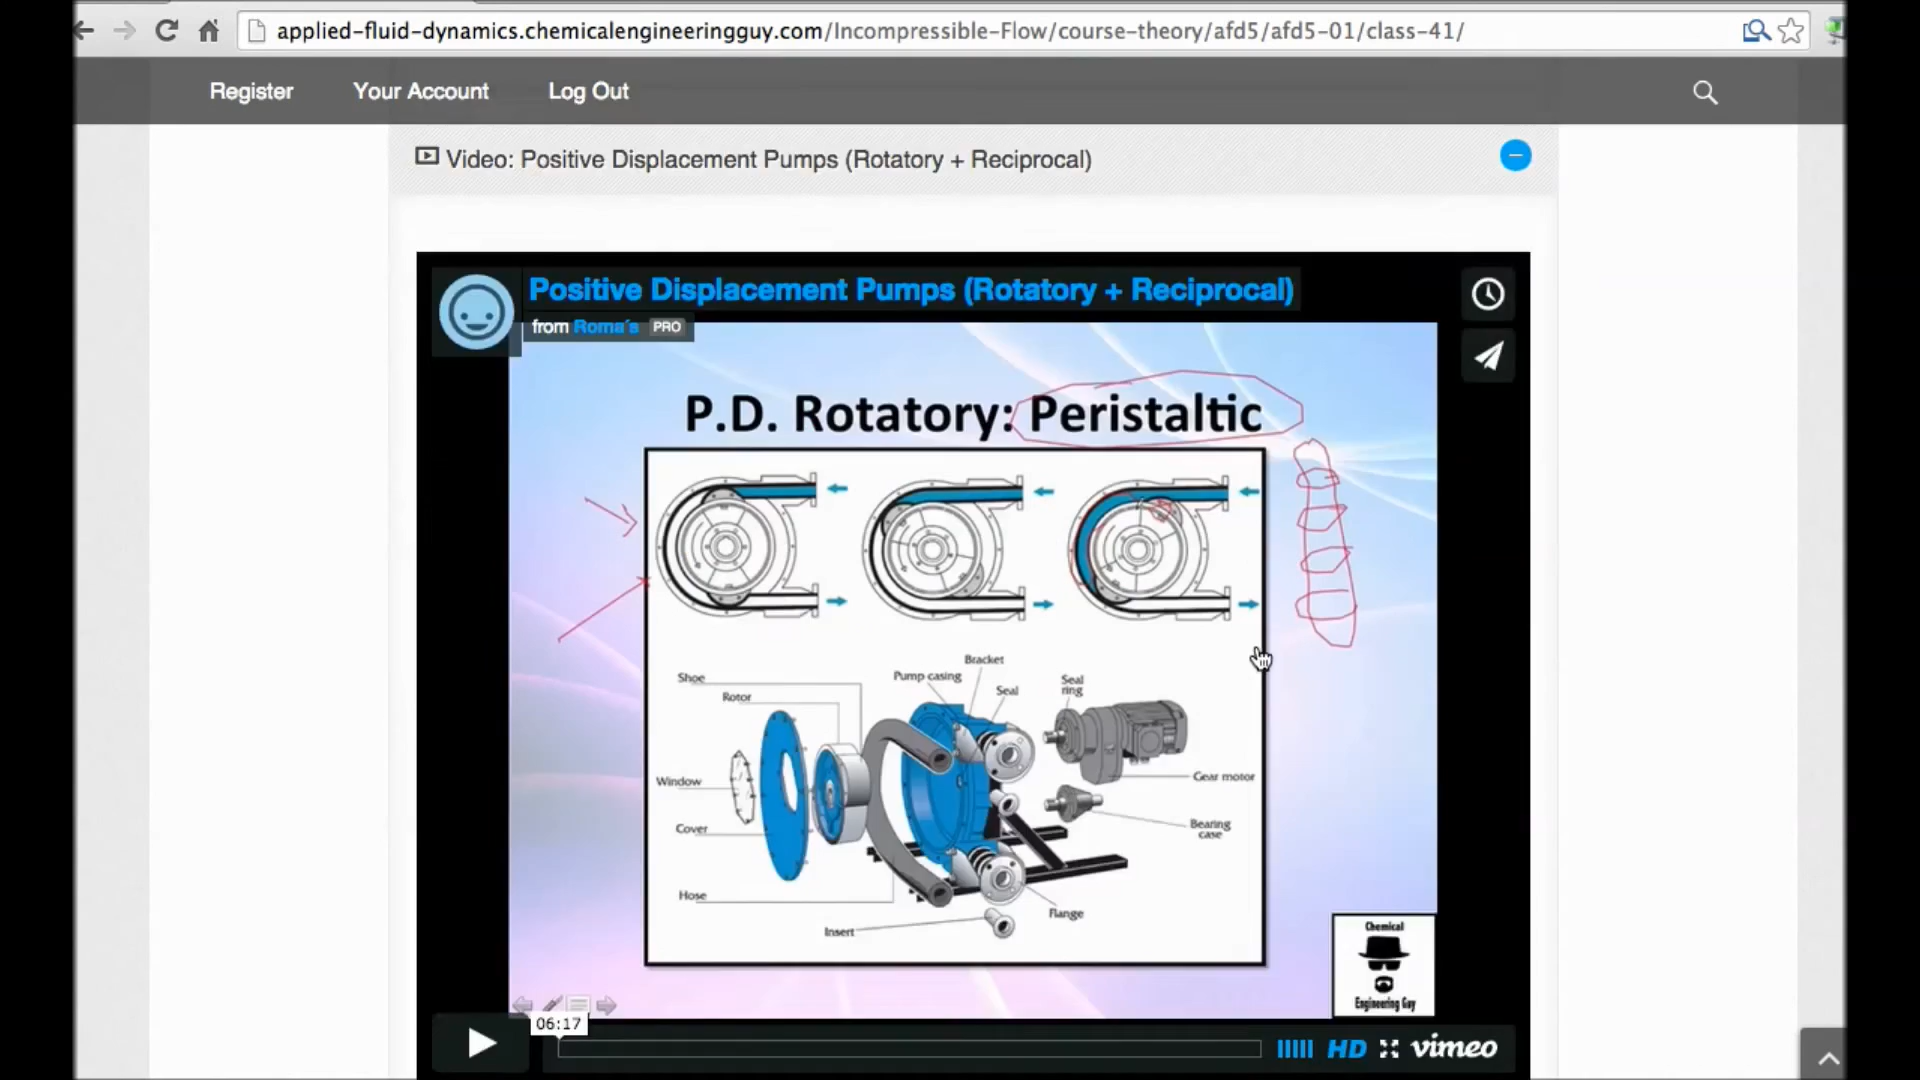 applied-fluid-dynamics.chemicalengineeringguy.com/Incompressible-Flow/course-theory/afd5/afd5-01/class-41/
Register Your Account Log Out
Video: Positive Displacement Pumps (Rotatory + Reciprocal)
Positive Displacement Pumps (Rotatory + Reciprocal)
from Roma's PRO
P.D. Rotatory: Peristaltic
Bracket
Shoe
Pump casing
Seal
Seal
ring
Rotor
Window
Gear motor
Cover
Bearing
case
Hose
Flange
Insert
Chemical
Engineering Guy
06:17
HD vimeo